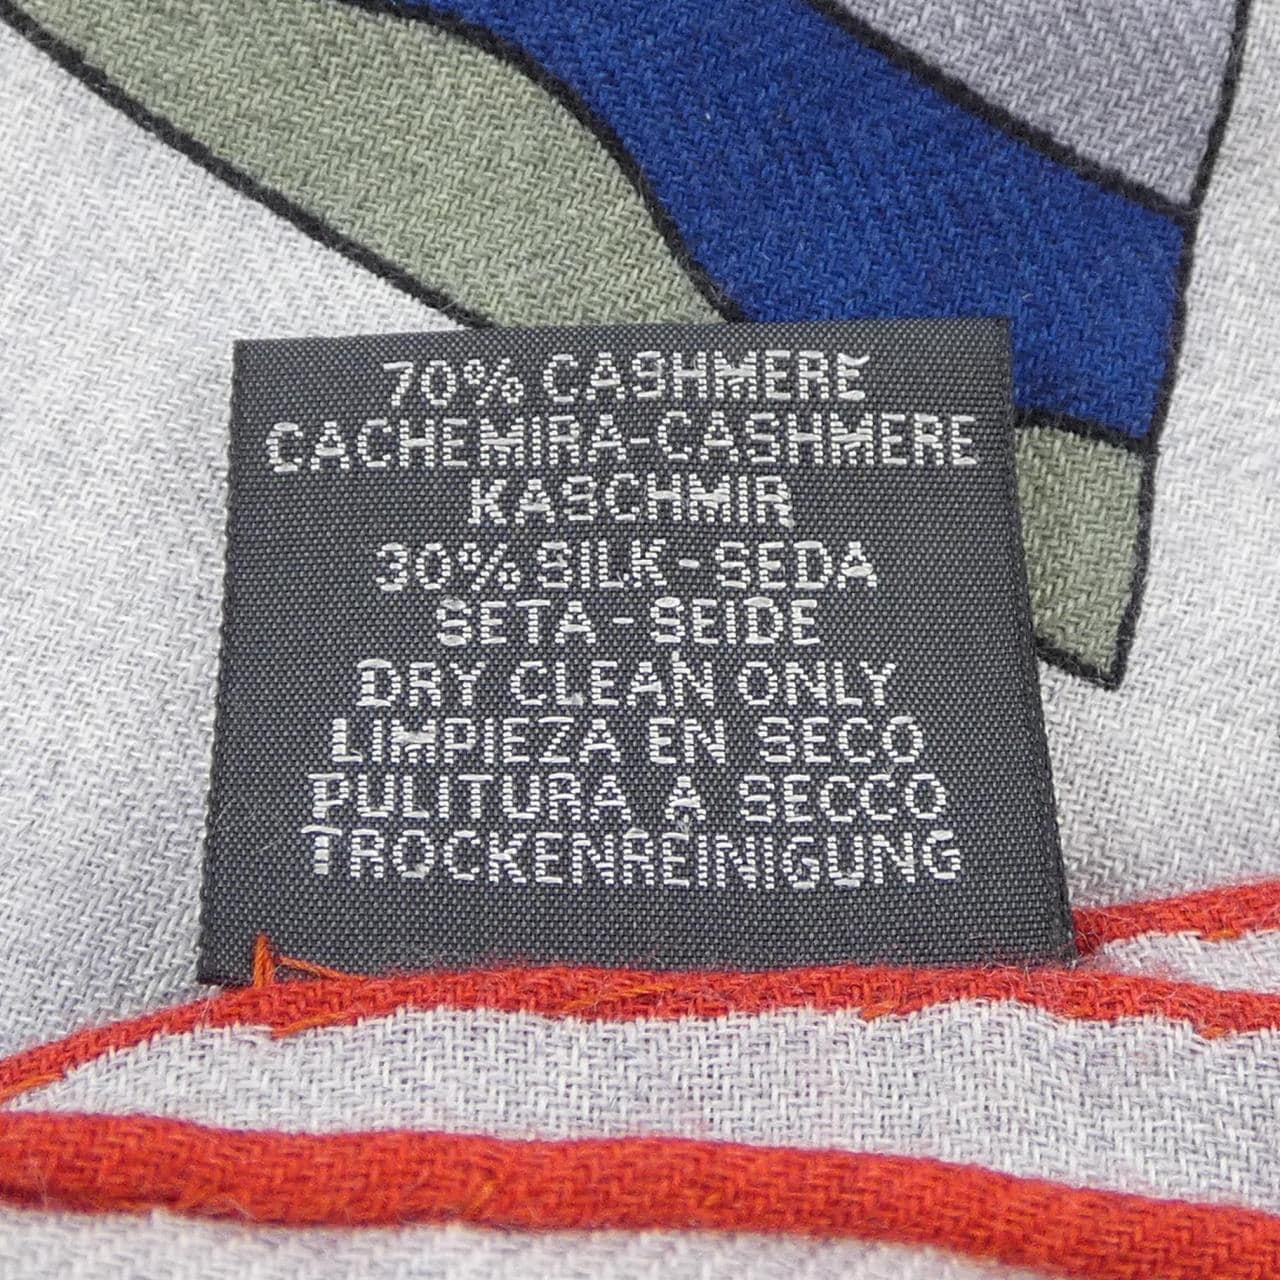 70% CASHMERE
CACHEMIRA-CASHMERE
KASCHMIR
30% SILK-SEDA
SETA-SEIDE
DRY CLEAN ONLY
LIMPIEZA EN SECO
PULITURA A SECCO
TROCKENREINIGUNG